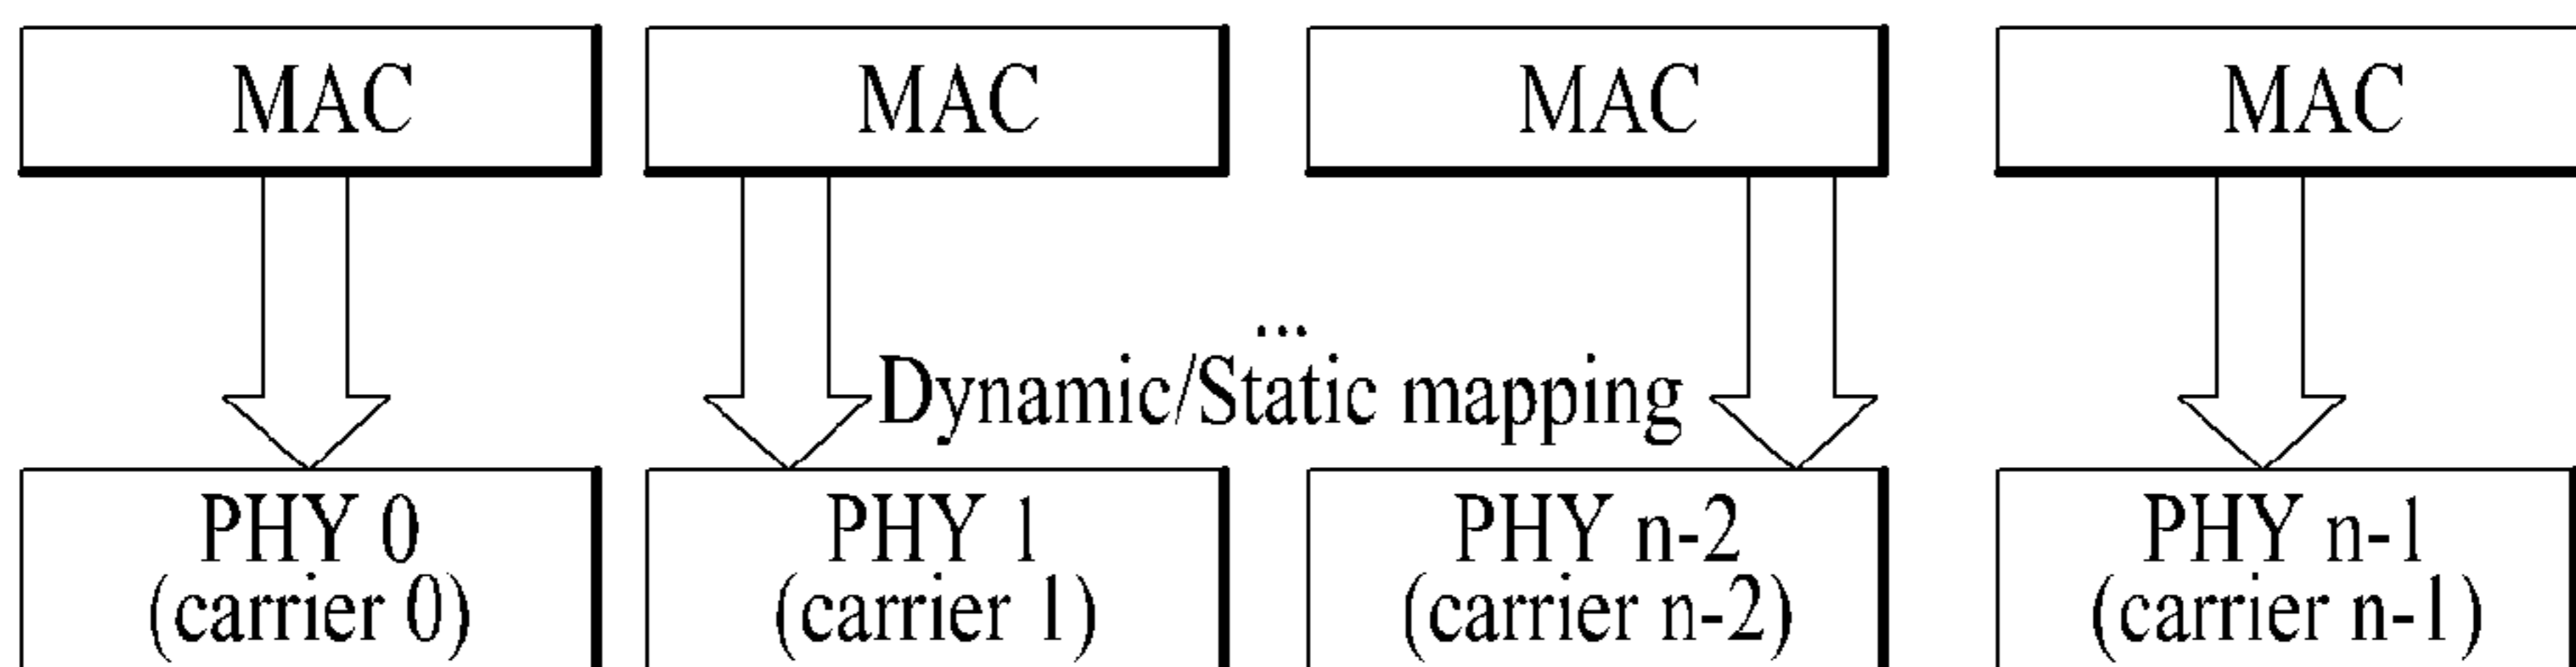 MAC MAC MAC MAC
...
Dynamic/Static mapping
PHY 0 PHY 1 PHY n-2 PHY n-1
(carrier 0) (carrier 1) (carrier n-2) (carrier n-1)